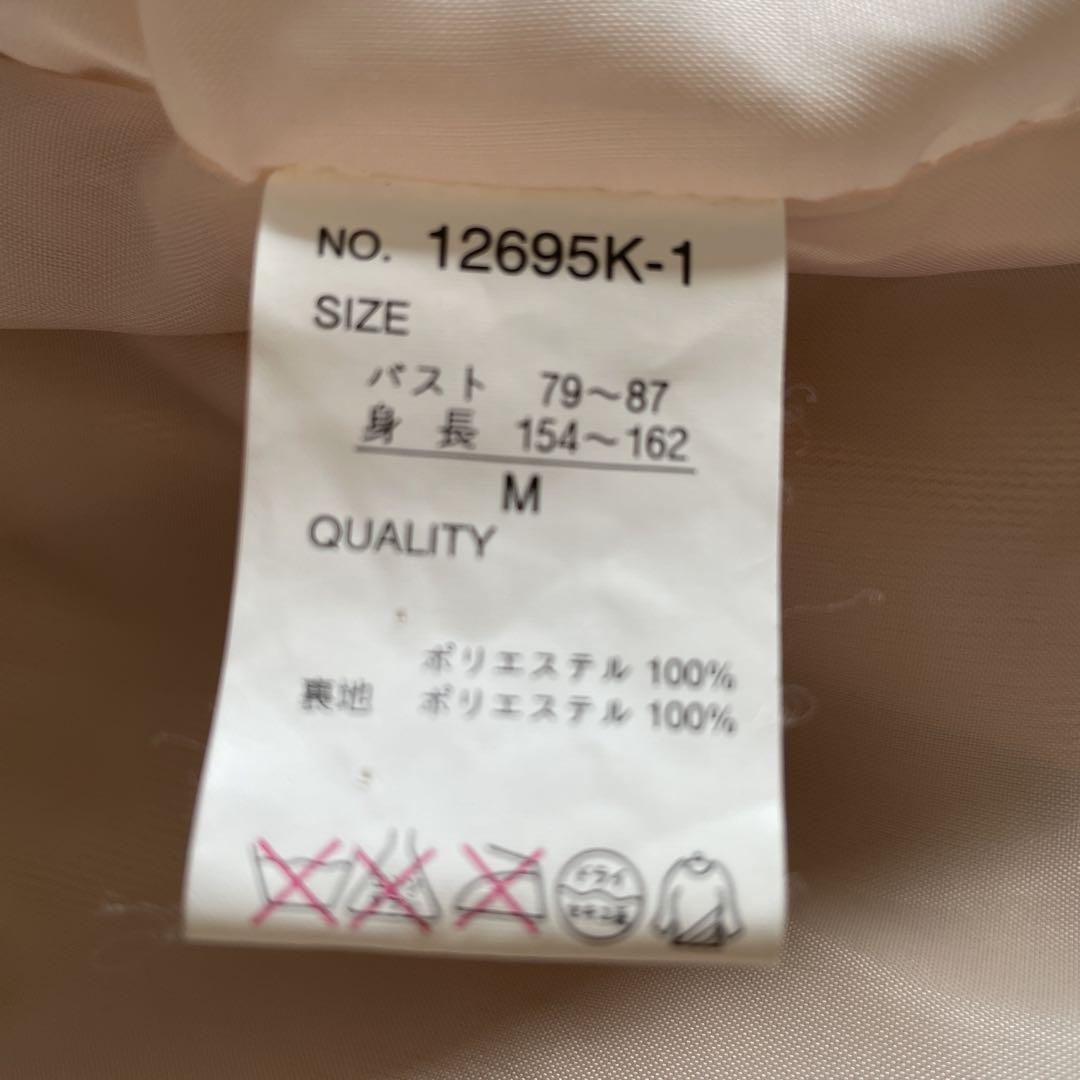 NO. 12695K-1
SIZE
バスト 79～87
身長 154～162
M
QUALITY
ポリエステル 100%
裏地 ポリエステル 100%
ドライ